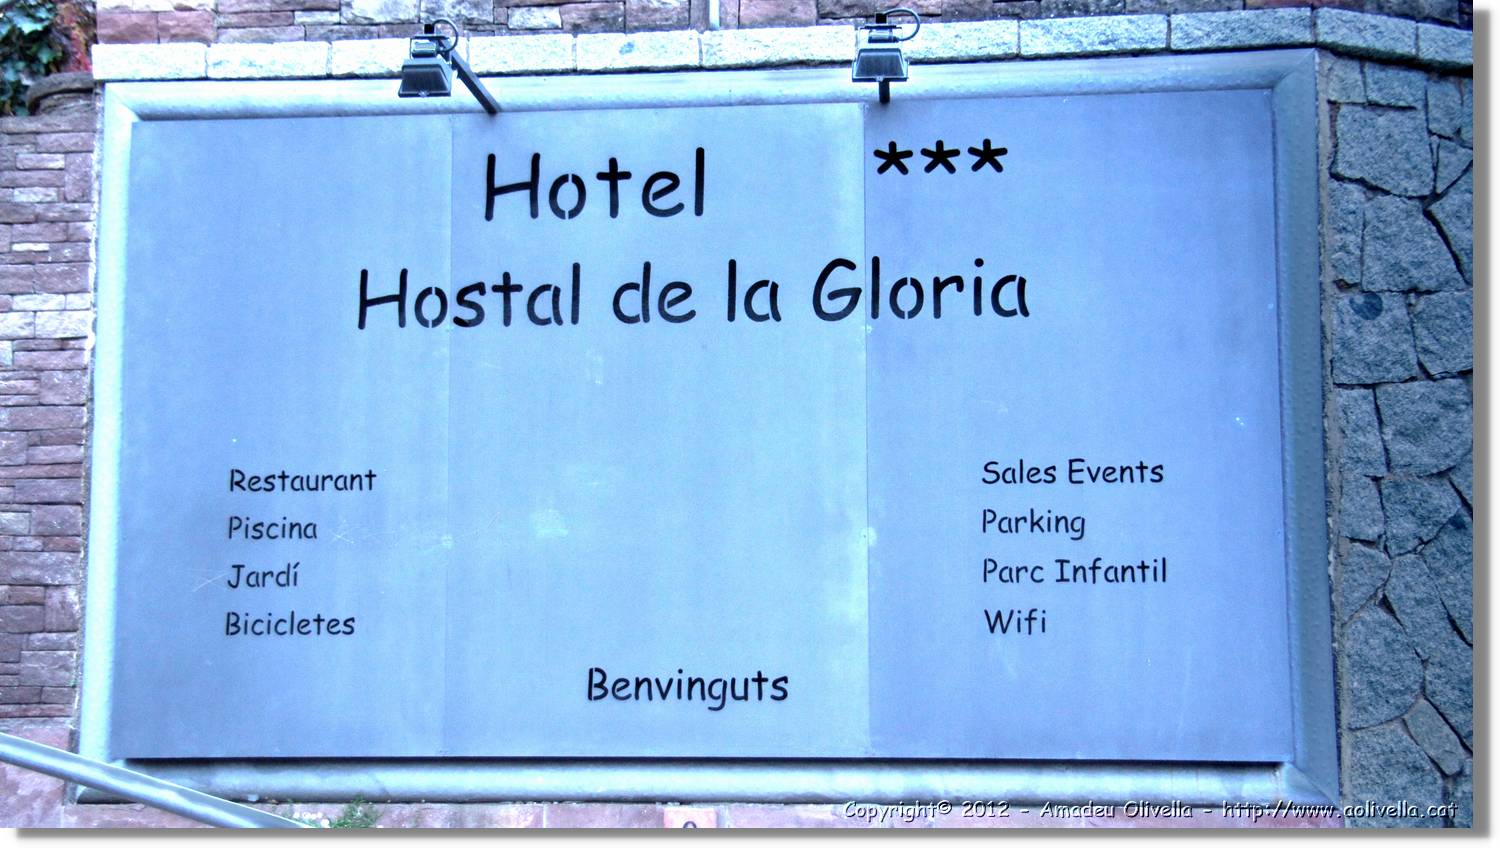 Hotel ***
Hostal de la Gloria
Restaurant
Piscina
Jardí
Bicicletes
Sales Events
Parking
Parc Infantil
Wifi
Benvinguts
Copyright© 2012 - Amadeu Olivella - http://www.aolivella.cat